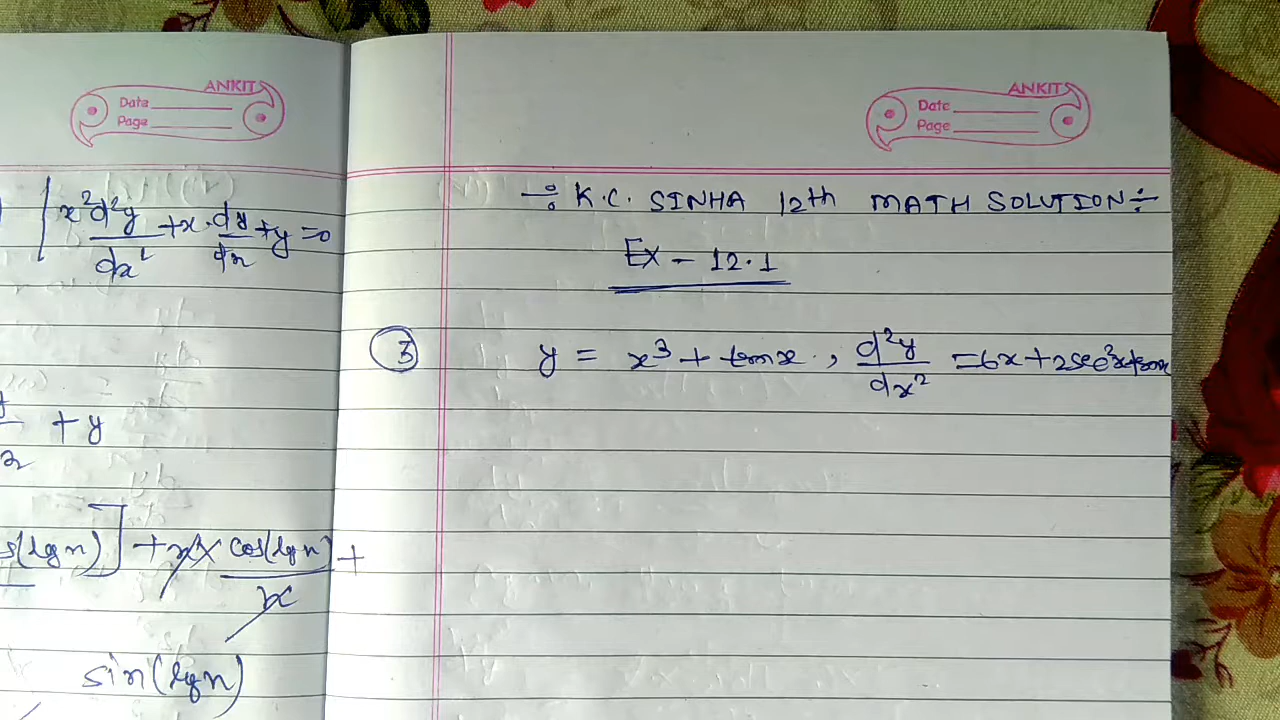 ANKIT
Date
Page
x²d²y/dx² + x·dy/dx + y = 0
+ y
(log x)] + x × cos(log x)/x +
sin(log x)
ANKIT
Date
Page
÷ K.C. SINHA 12th MATH SOLUTION ÷
Ex - 12.1
3 y = x³ + tan x, d²y/dx² = 6x + 2sec²x tan x